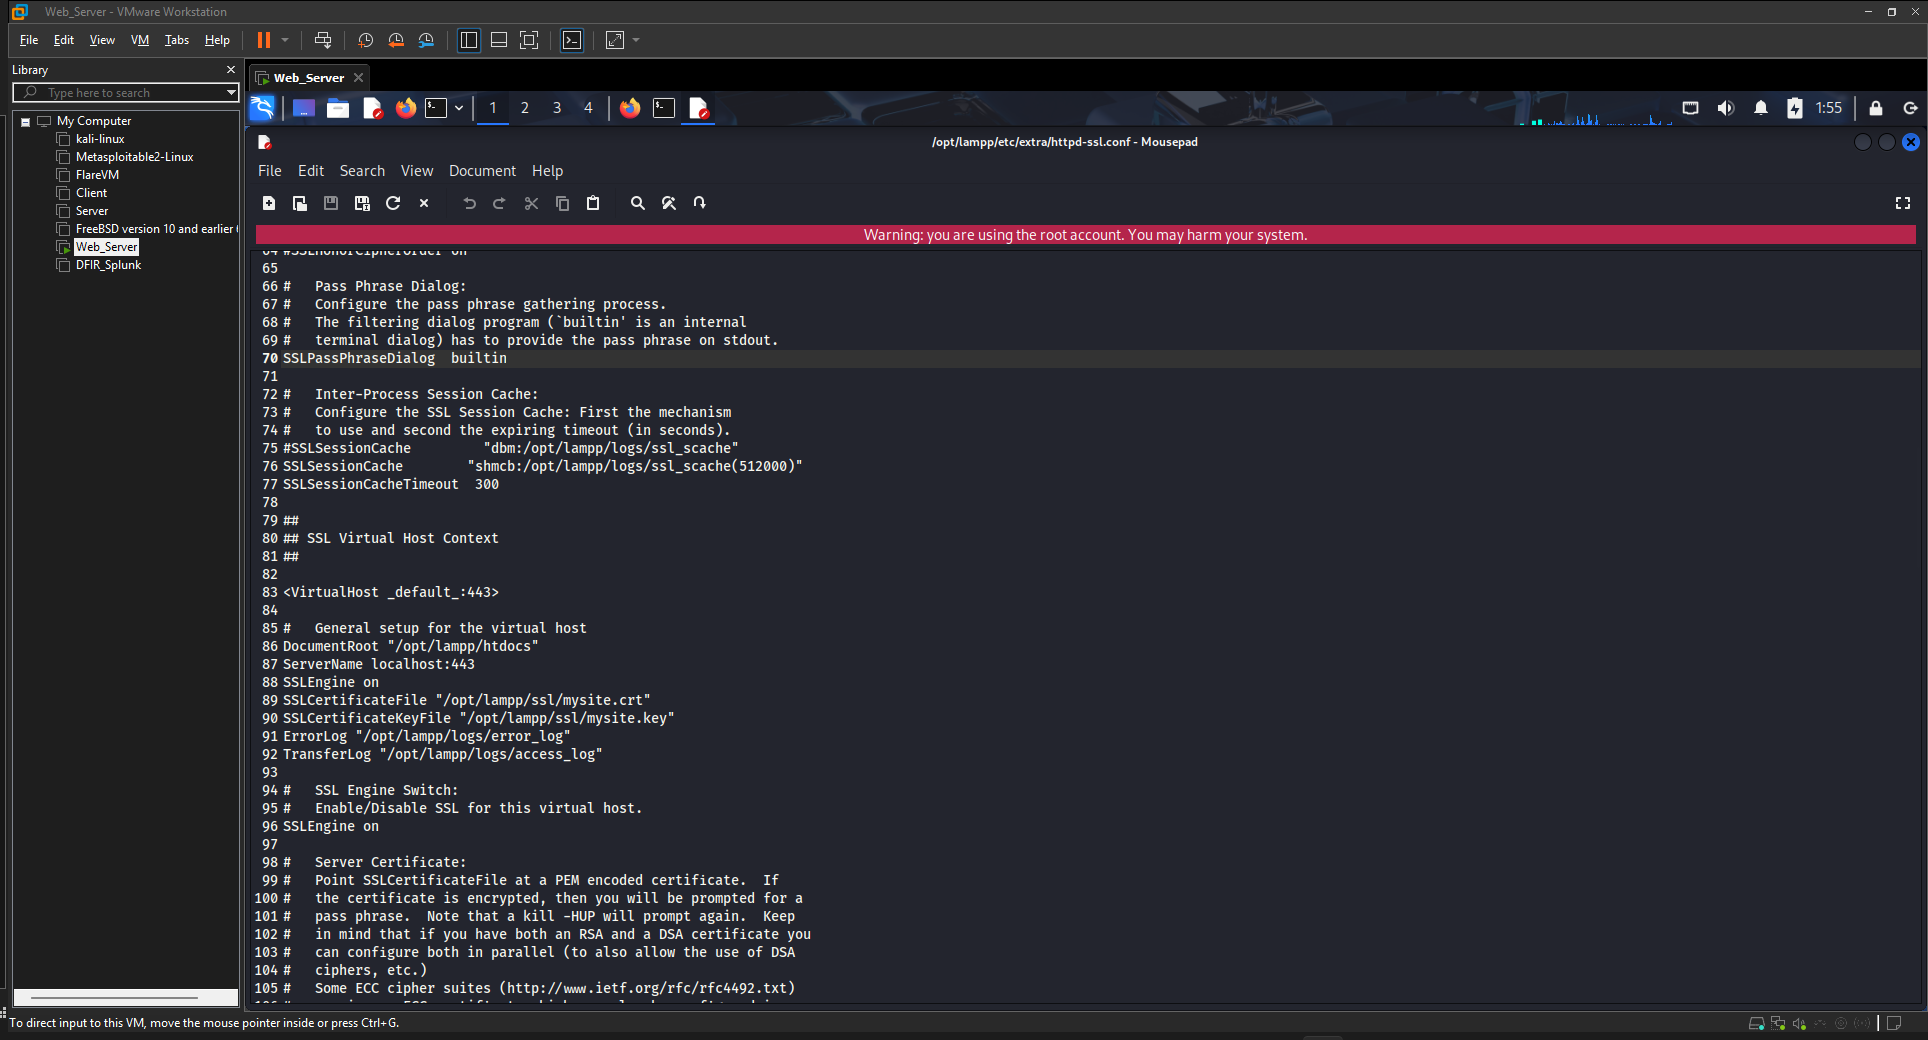 Web_Server - VMware Workstation
File Edit View VM Tabs Help
Library
Type here to search
My Computer
kali-linux
Metasploitable2-Linux
FlareVM
Client
Server
FreeBSD version 10 and earlier
Web_Server
DFIR_Splunk
Web_Server
1 2 3 4
1:55
/opt/lampp/etc/extra/httpd-ssl.conf - Mousepad
File Edit Search View Document Help
Warning: you are using the root account. You may harm your system.
64 #SSLHonorCipherOrder on
65
66 #   Pass Phrase Dialog:
67 #   Configure the pass phrase gathering process.
68 #   The filtering dialog program (`builtin' is an internal
69 #   terminal dialog) has to provide the pass phrase on stdout.
70 SSLPassPhraseDialog  builtin
71
72 #   Inter-Process Session Cache:
73 #   Configure the SSL Session Cache: First the mechanism
74 #   to use and second the expiring timeout (in seconds).
75 #SSLSessionCache         "dbm:/opt/lampp/logs/ssl_scache"
76 SSLSessionCache        "shmcb:/opt/lampp/logs/ssl_scache(512000)"
77 SSLSessionCacheTimeout  300
78
79 ##
80 ## SSL Virtual Host Context
81 ##
82
83 <VirtualHost _default_:443>
84
85 #   General setup for the virtual host
86 DocumentRoot "/opt/lampp/htdocs"
87 ServerName localhost:443
88 SSLEngine on
89 SSLCertificateFile "/opt/lampp/ssl/mysite.crt"
90 SSLCertificateKeyFile "/opt/lampp/ssl/mysite.key"
91 ErrorLog "/opt/lampp/logs/error_log"
92 TransferLog "/opt/lampp/logs/access_log"
93
94 #   SSL Engine Switch:
95 #   Enable/Disable SSL for this virtual host.
96 SSLEngine on
97
98 #   Server Certificate:
99 #   Point SSLCertificateFile at a PEM encoded certificate.  If
100 #   the certificate is encrypted, then you will be prompted for a
101 #   pass phrase.  Note that a kill -HUP will prompt again.  Keep
102 #   in mind that if you have both an RSA and a DSA certificate you
103 #   can configure both in parallel (to also allow the use of DSA
104 #   ciphers, etc.)
105 #   Some ECC cipher suites (http://www.ietf.org/rfc/rfc4492.txt)
To direct input to this VM, move the mouse pointer inside or press Ctrl+G.